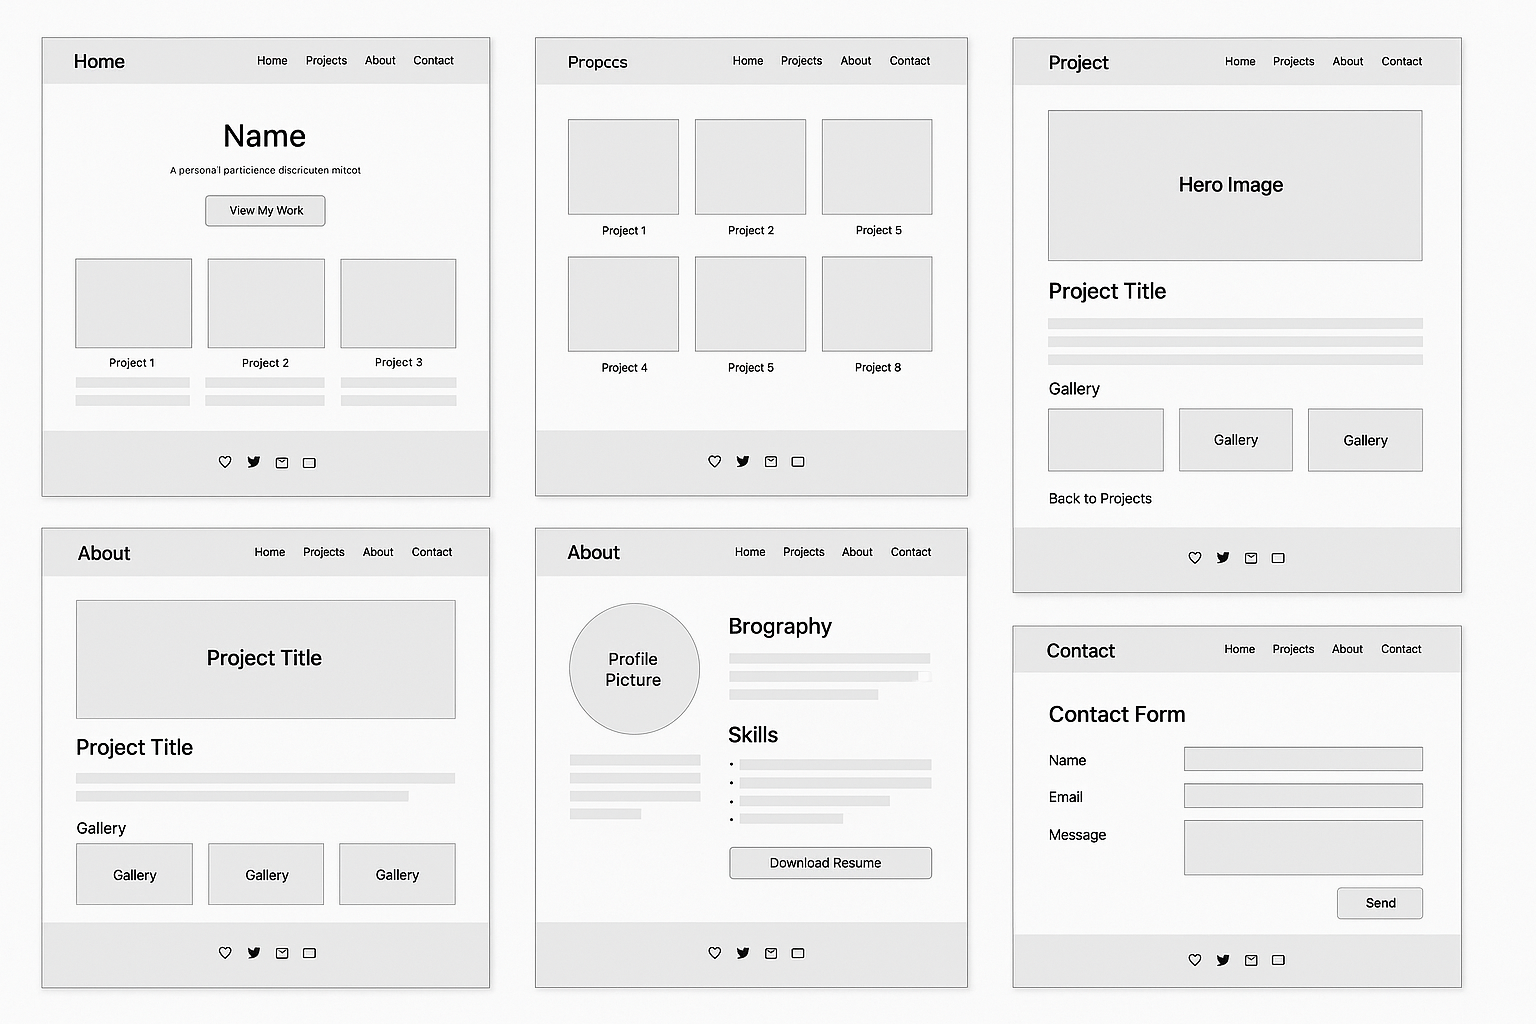 Home
Home Projects About Contact
Name
A personal particience discricuten mitcot
View My Work
Project 1 Project 2 Project 3
Propccs
Home Projects About Contact
Project 1 Project 2 Project 5
Project 4 Project 5 Project 8
Project
Home Projects About Contact
Hero Image
Project Title
Gallery
Gallery Gallery
Back to Projects
About
Home Projects About Contact
Project Title
Project Title
Gallery
Gallery Gallery Gallery
About
Home Projects About Contact
Profile
Picture
Brography
Skills
Download Resume
Contact
Home Projects About Contact
Contact Form
Name
Email
Message
Send